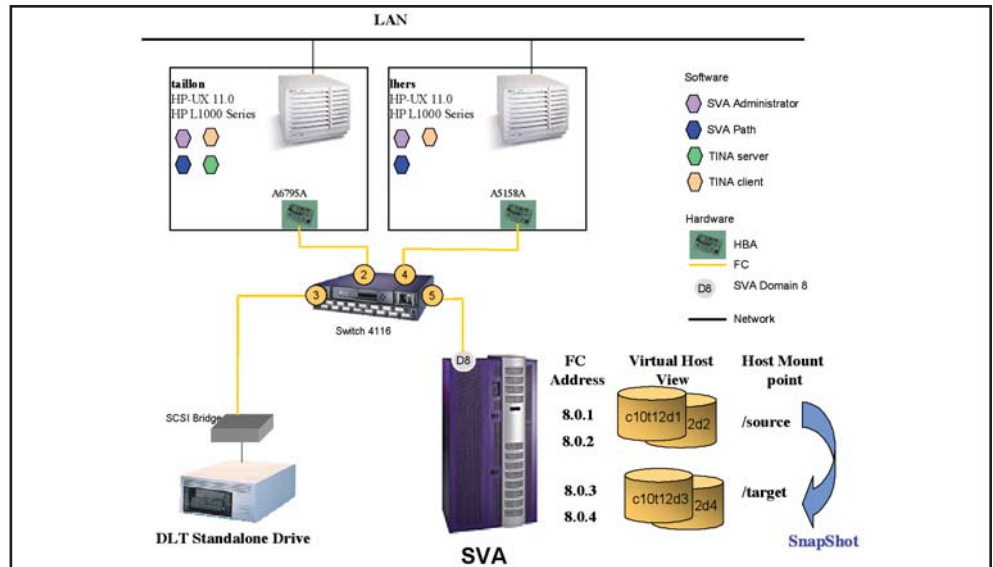 LAN
taillon
HP-UX 11.0
HP L1000 Series
A6795A
lhers
HP-UX 11.0
HP L1000 Series
A5158A
Software
SVA Administrator
SVA Path
TINA server
TINA client
Hardware
HBA
FC
D8 SVA Domain 8
Network
2
4
3
5
Switch 4116
D8
SCSI Bridge
DLT Standalone Drive
SVA
FC Address
Virtual Host View
Host Mount point
8.0.1
8.0.2
c10t12d1
2d2
/source
8.0.3
8.0.4
c10t12d3
2d4
/target
SnapShot